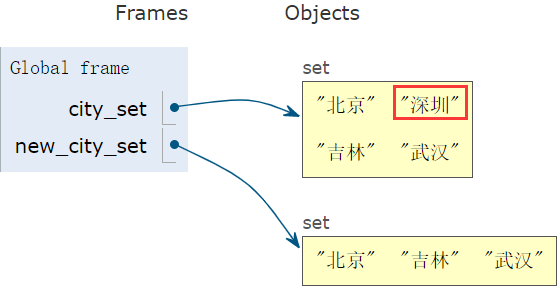 Frames Objects
Global frame
city_set
new_city_set
set
"北京" "深圳"
"吉林" "武汉"
set
"北京" "吉林" "武汉"